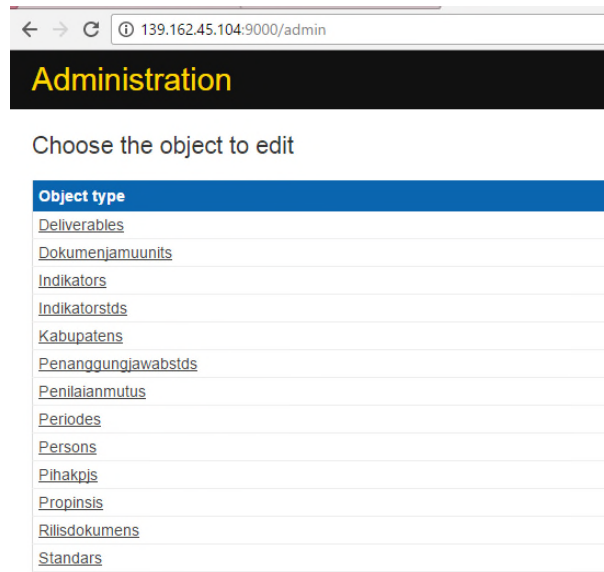 139.162.45.104:9000/admin
Administration
Choose the object to edit
Object type
Deliverables
Dokumenjamuunits
Indikators
Indikatorstds
Kabupatens
Penanggungjawabstds
Penilaianmutus
Periodes
Persons
Pihakpjs
Propinsis
Rilisdokumens
Standars